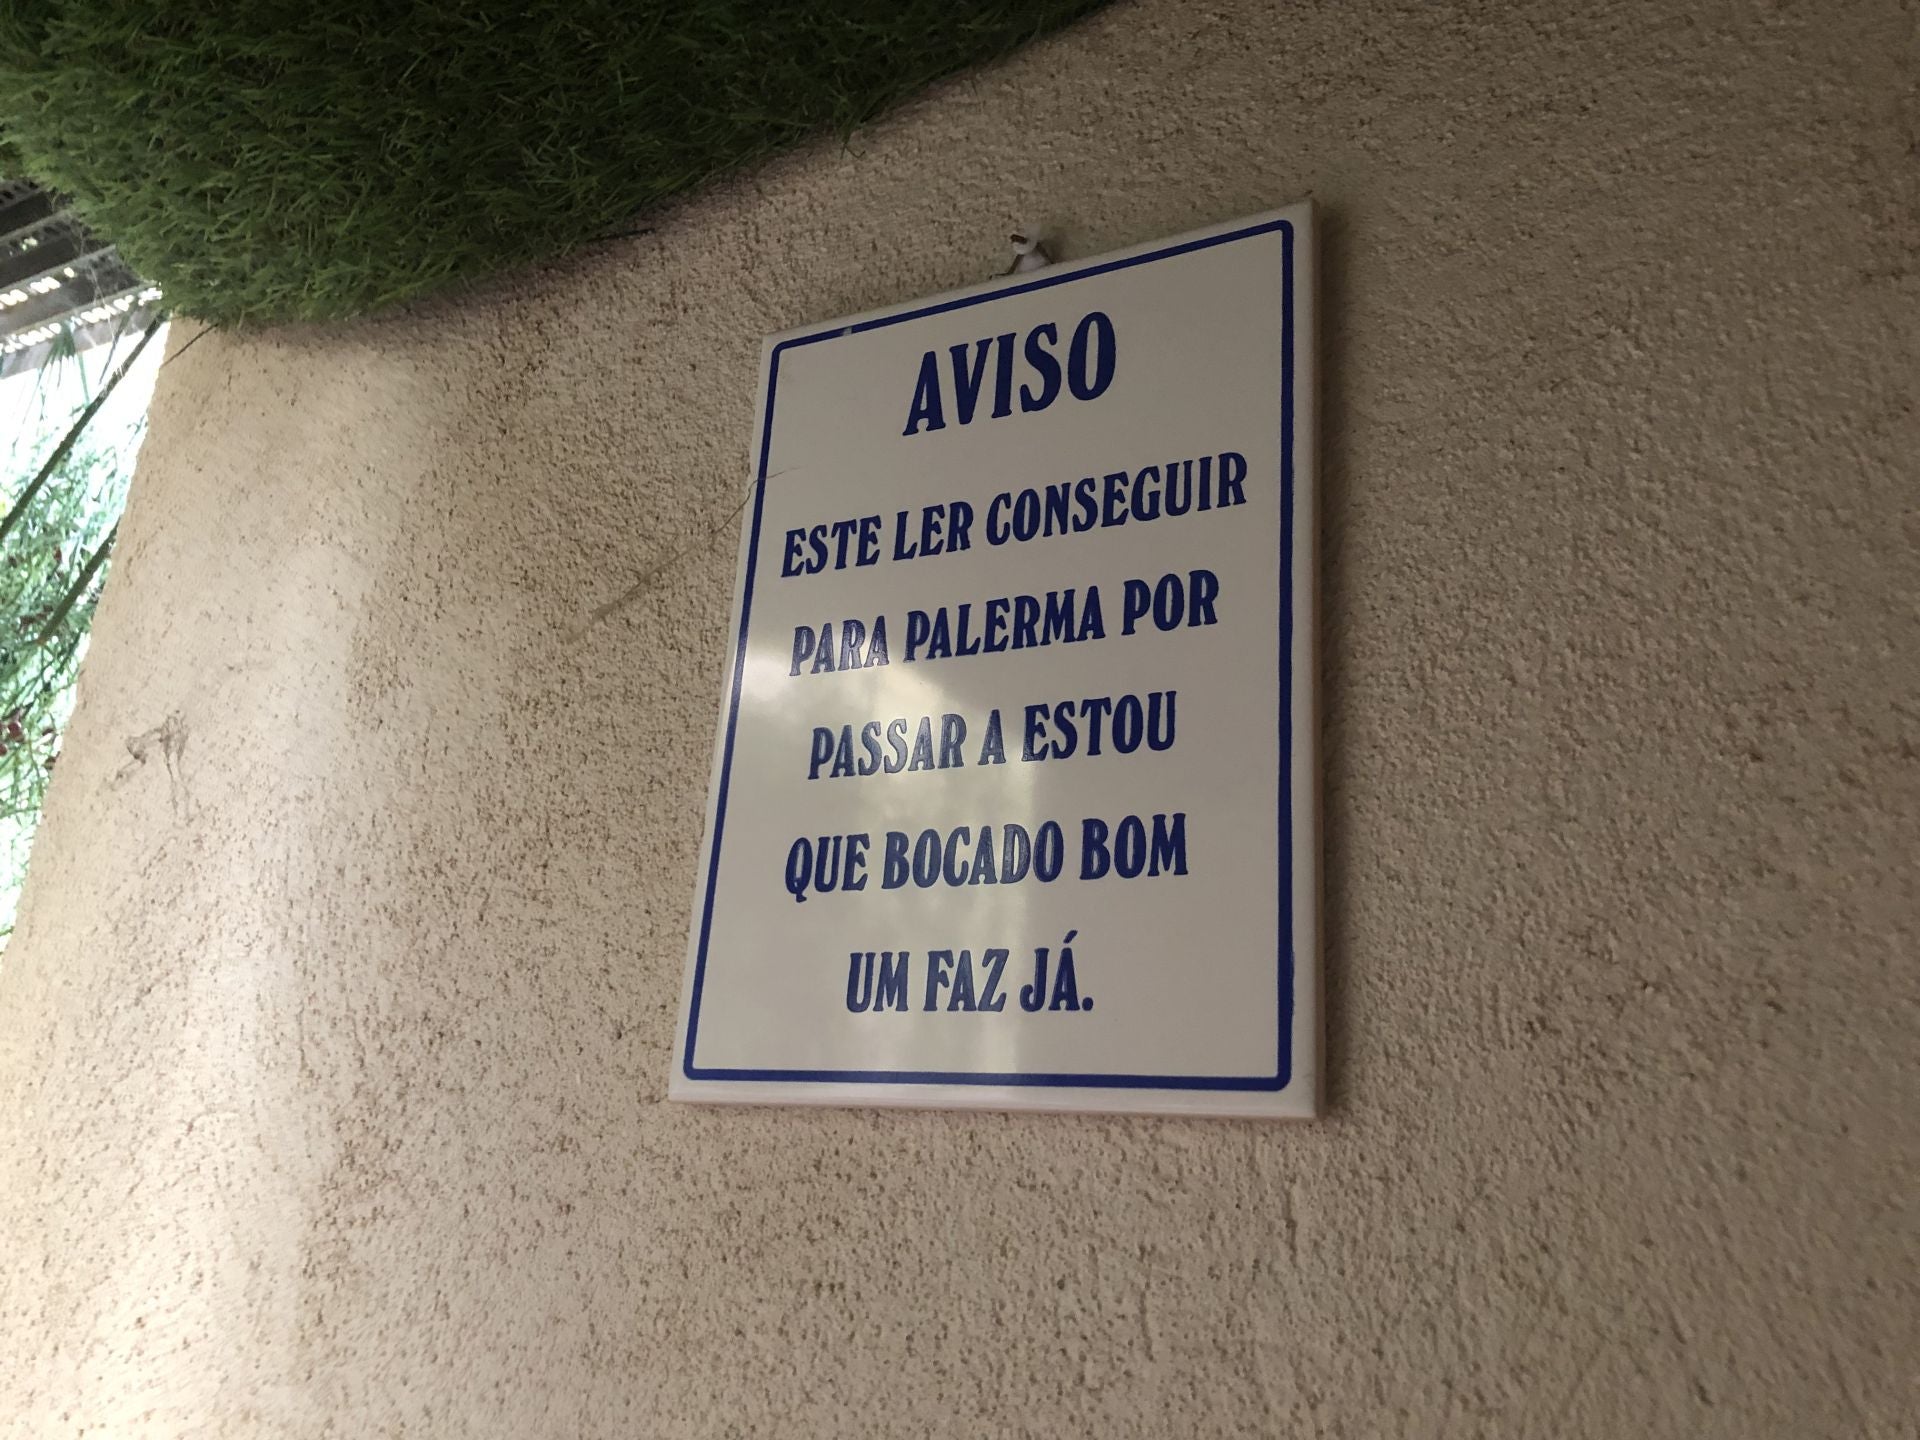 AVISO
ESTE LER CONSEGUIR
PARA PALERMA POR
PASSAR A ESTOU
QUE BOCADO BOM
UM FAZ JÁ.